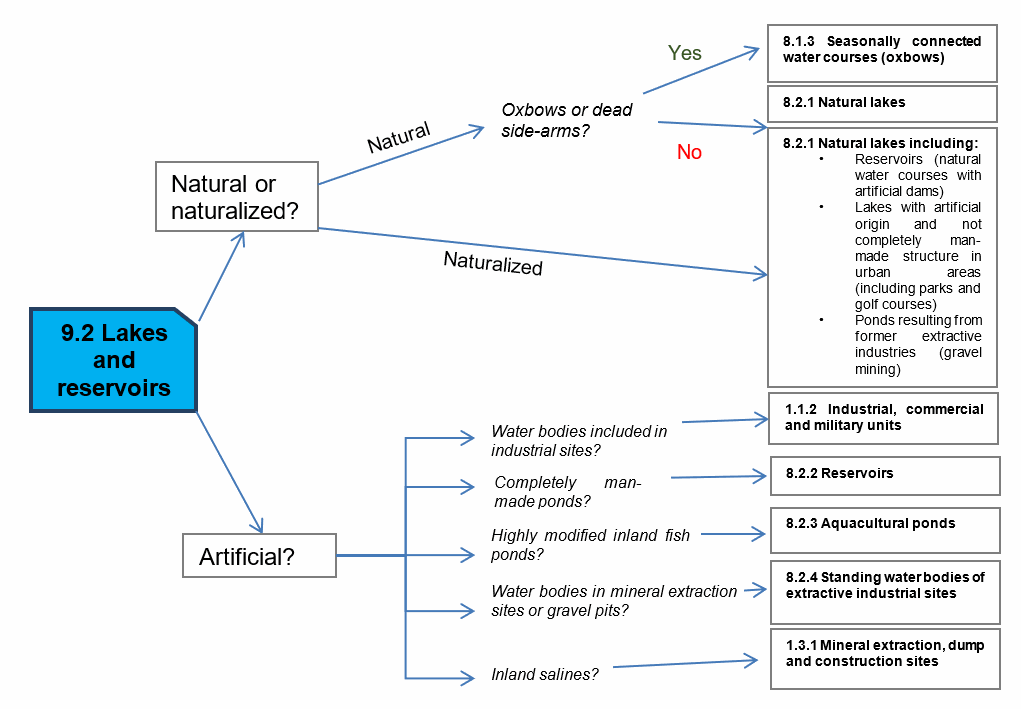 9.2 Lakes
and
reservoirs
Natural or
naturalized?
Natural
Naturalized
Oxbows or dead
side-arms?
Yes
No
8.1.3 Seasonally connected
water courses (oxbows)
8.2.1 Natural lakes
8.2.1 Natural lakes including:
• Reservoirs (natural
water courses with
artificial dams)
• Lakes with artificial
origin and not
completely man-
made structure in
urban areas
(including parks and
golf courses)
• Ponds resulting from
former extractive
industries (gravel
mining)
Artificial?
Water bodies included in
industrial sites?
1.1.2 Industrial, commercial
and military units
Completely man-
made ponds?
8.2.2 Reservoirs
Highly modified inland fish
ponds?
8.2.3 Aquacultural ponds
Water bodies in mineral extraction
sites or gravel pits?
8.2.4 Standing water bodies of
extractive industrial sites
Inland salines?
1.3.1 Mineral extraction, dump
and construction sites